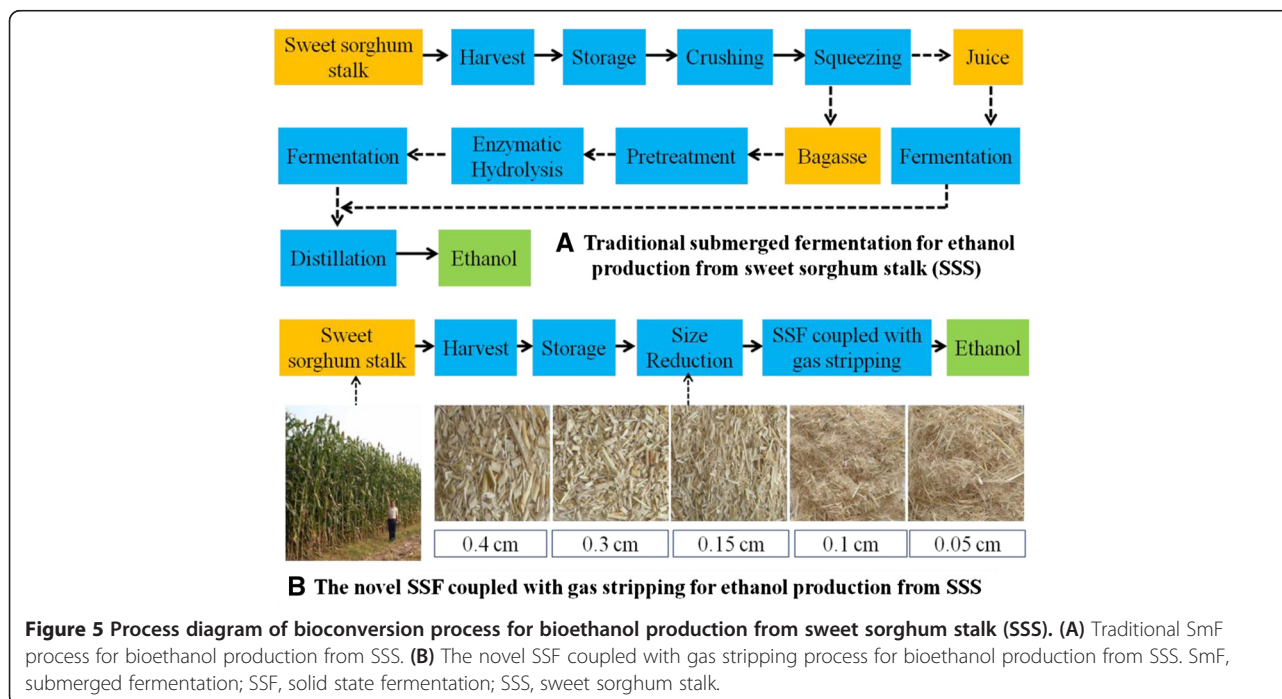 Sweet sorghum
stalk
Harvest
Storage
Crushing
Squeezing
Juice
Fermentation
Enzymatic
Hydrolysis
Pretreatment
Bagasse
Fermentation
Distillation
Ethanol
A Traditional submerged fermentation for ethanol
production from sweet sorghum stalk (SSS)
Sweet
sorghum stalk
Harvest
Storage
Size
Reduction
SSF coupled with
gas stripping
Ethanol
0.4 cm
0.3 cm
0.15 cm
0.1 cm
0.05 cm
B The novel SSF coupled with gas stripping for ethanol production from SSS
Figure 5 Process diagram of bioconversion process for bioethanol production from sweet sorghum stalk (SSS). (A) Traditional SmF
process for bioethanol production from SSS. (B) The novel SSF coupled with gas stripping process for bioethanol production from SSS. SmF,
submerged fermentation; SSF, solid state fermentation; SSS, sweet sorghum stalk.